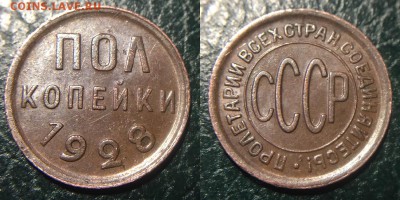 COINS.LAVE.RU
ПОЛ
КОПЕЙКИ
1928
ПРОЛЕТАРИИ ВСЕХ СТРАН СОЕДИНЯЙТЕСЬ!
СССР